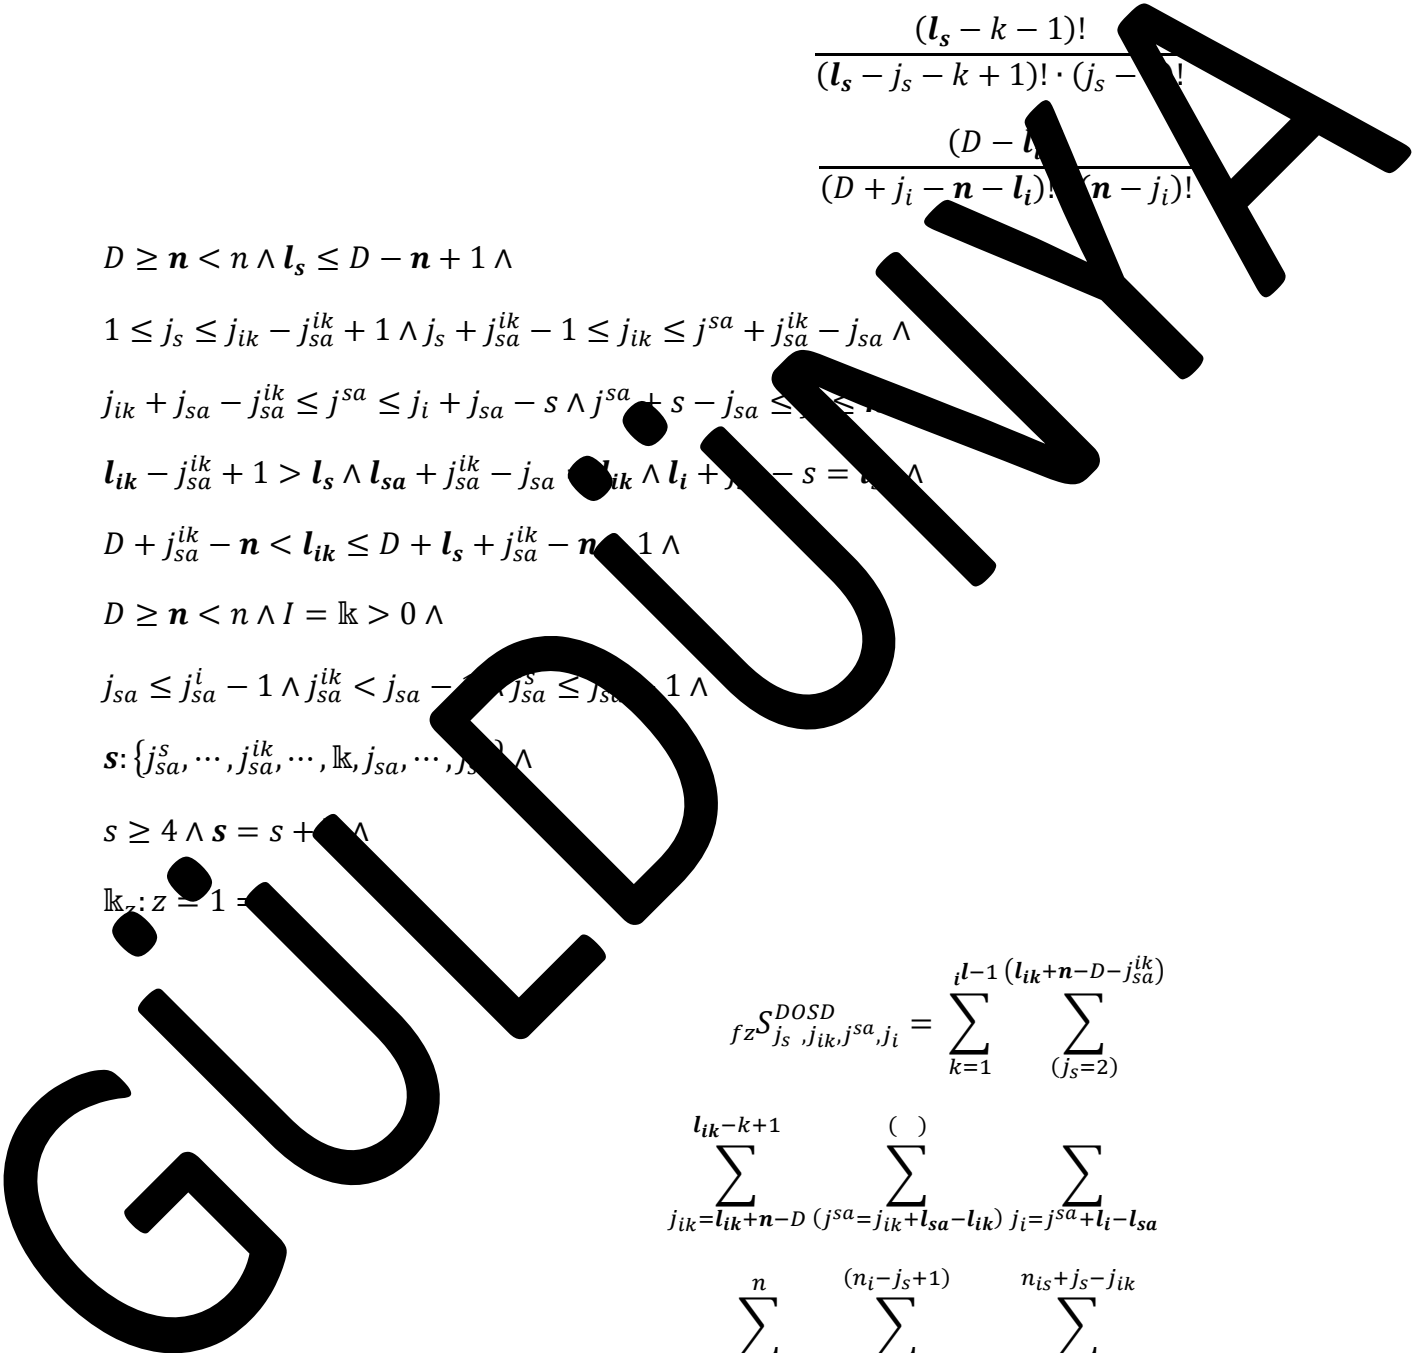 (l_s − k − 1)!
(l_s − j_s − k + 1)! · (j_s −   )!
(D − l
(D + j_i − n − l_i)!   (n − j_i)!
D ≥ n < n ∧ l_s ≤ D − n + 1 ∧
1 ≤ j_s ≤ j_ik − j_sa^ik + 1 ∧ j_s + j_sa^ik − 1 ≤ j_ik ≤ j^sa + j_sa^ik − j_sa ∧
j_ik + j_sa − j_sa^ik ≤ j^sa ≤ j_i + j_sa − s ∧ j^sa + s − j_sa ≤   ≤
l_ik − j_sa^ik + 1 > l_s ∧ l_sa + j_sa^ik − j_sa   l_ik ∧ l_i +   − s =   ∧
D + j_sa^ik − n < l_ik ≤ D + l_s + j_sa^ik − n   1 ∧
D ≥ n < n ∧ I = 𝕜 > 0 ∧
j_sa ≤ j_sa^i − 1 ∧ j_sa^ik < j_sa −   ∧ j_sa^s ≤   1 ∧
s: {j_sa^s, ⋯ , j_sa^ik, ⋯ , 𝕜, j_sa, ⋯ ,   } ∧
s ≥ 4 ∧ s = s +   ∧
𝕜_z: z = 1
fz S_{j_s ,j_ik,j^sa,j_i}^{DOSD} = ∑_{k=1}^{_il−1} ∑_{(j_s=2)}^{(l_ik+n−D−j_sa^ik)}
∑_{j_ik=l_ik+n−D}^{l_ik−k+1} ∑_{(j^sa=j_ik+l_sa−l_ik)}^{( )} ∑_{j_i=j^sa+l_i−l_sa}
∑^{n} ∑^{(n_i−j_s+1)} ∑^{n_is+j_s−j_ik}
GÜLDÜNYA